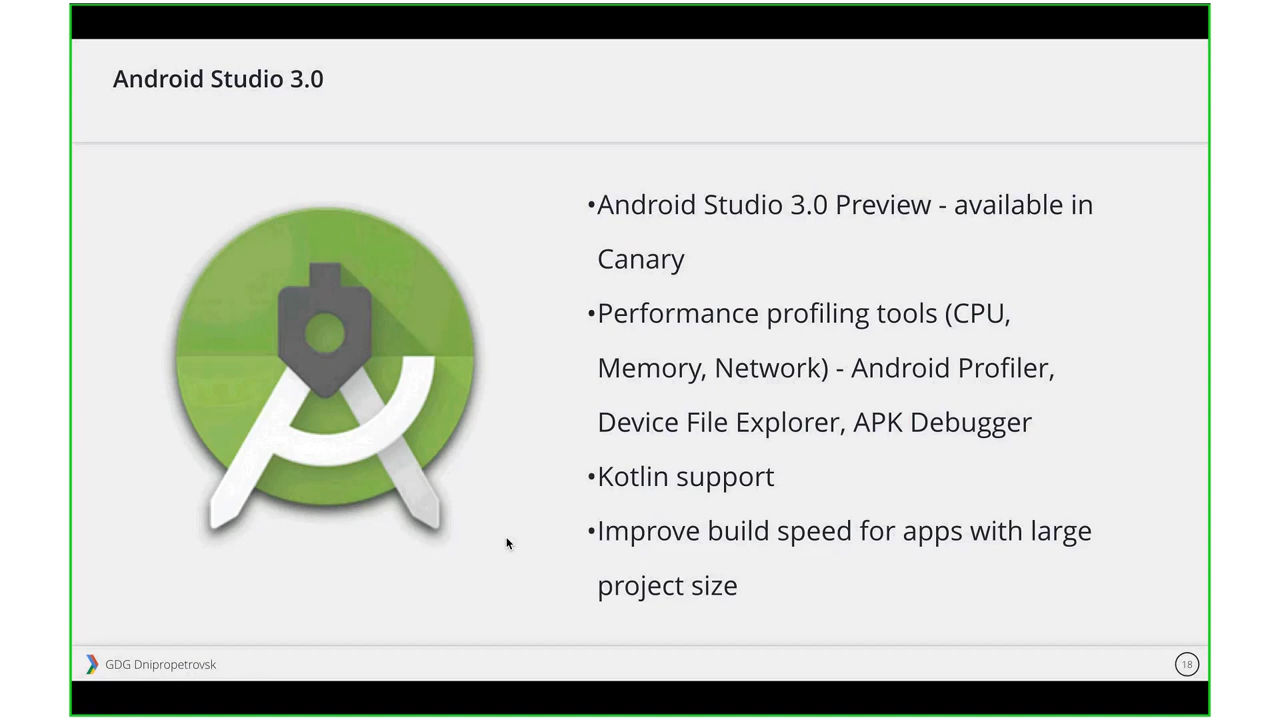 Android Studio 3.0
•Android Studio 3.0 Preview - available in
Canary
•Performance profiling tools (CPU,
Memory, Network) - Android Profiler,
Device File Explorer, APK Debugger
•Kotlin support
•Improve build speed for apps with large
project size
GDG Dnipropetrovsk
18